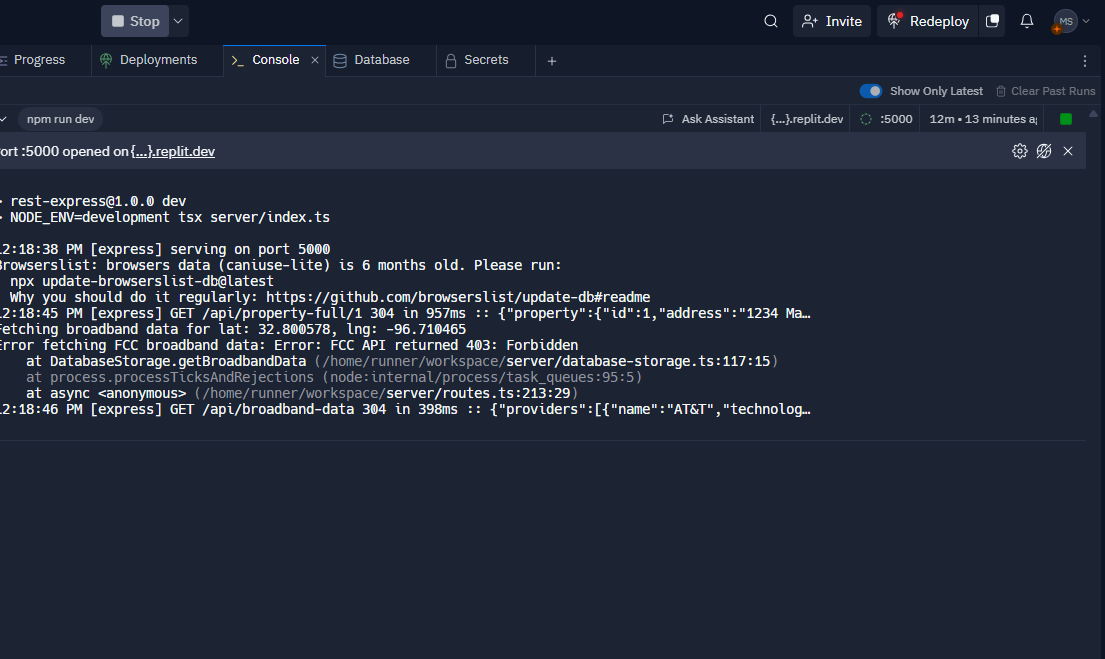 Stop
Invite
Redeploy
MS
Progress
Deployments
Console
Database
Secrets
Show Only Latest
Clear Past Runs
npm run dev
Ask Assistant
{...}.replit.dev
:5000
12m • 13 minutes a
ort :5000 opened on {...}.replit.dev
rest-express@1.0.0 dev
NODE_ENV=development tsx server/index.ts
2:18:38 PM [express] serving on port 5000
rowserslist: browsers data (caniuse-lite) is 6 months old. Please run:
npx update-browserslist-db@latest
Why you should do it regularly: https://github.com/browserslist/update-db#readme
2:18:45 PM [express] GET /api/property-full/1 304 in 957ms :: {"property":{"id":1,"address":"1234 Ma…
Fetching broadband data for lat: 32.800578, lng: -96.710465
Error fetching FCC broadband data: Error: FCC API returned 403: Forbidden
at DatabaseStorage.getBroadbandData (/home/runner/workspace/server/database-storage.ts:117:15)
at process.processTicksAndRejections (node:internal/process/task_queues:95:5)
at async <anonymous> (/home/runner/workspace/server/routes.ts:213:29)
2:18:46 PM [express] GET /api/broadband-data 304 in 398ms :: {"providers":[{"name":"AT&T","technolog…